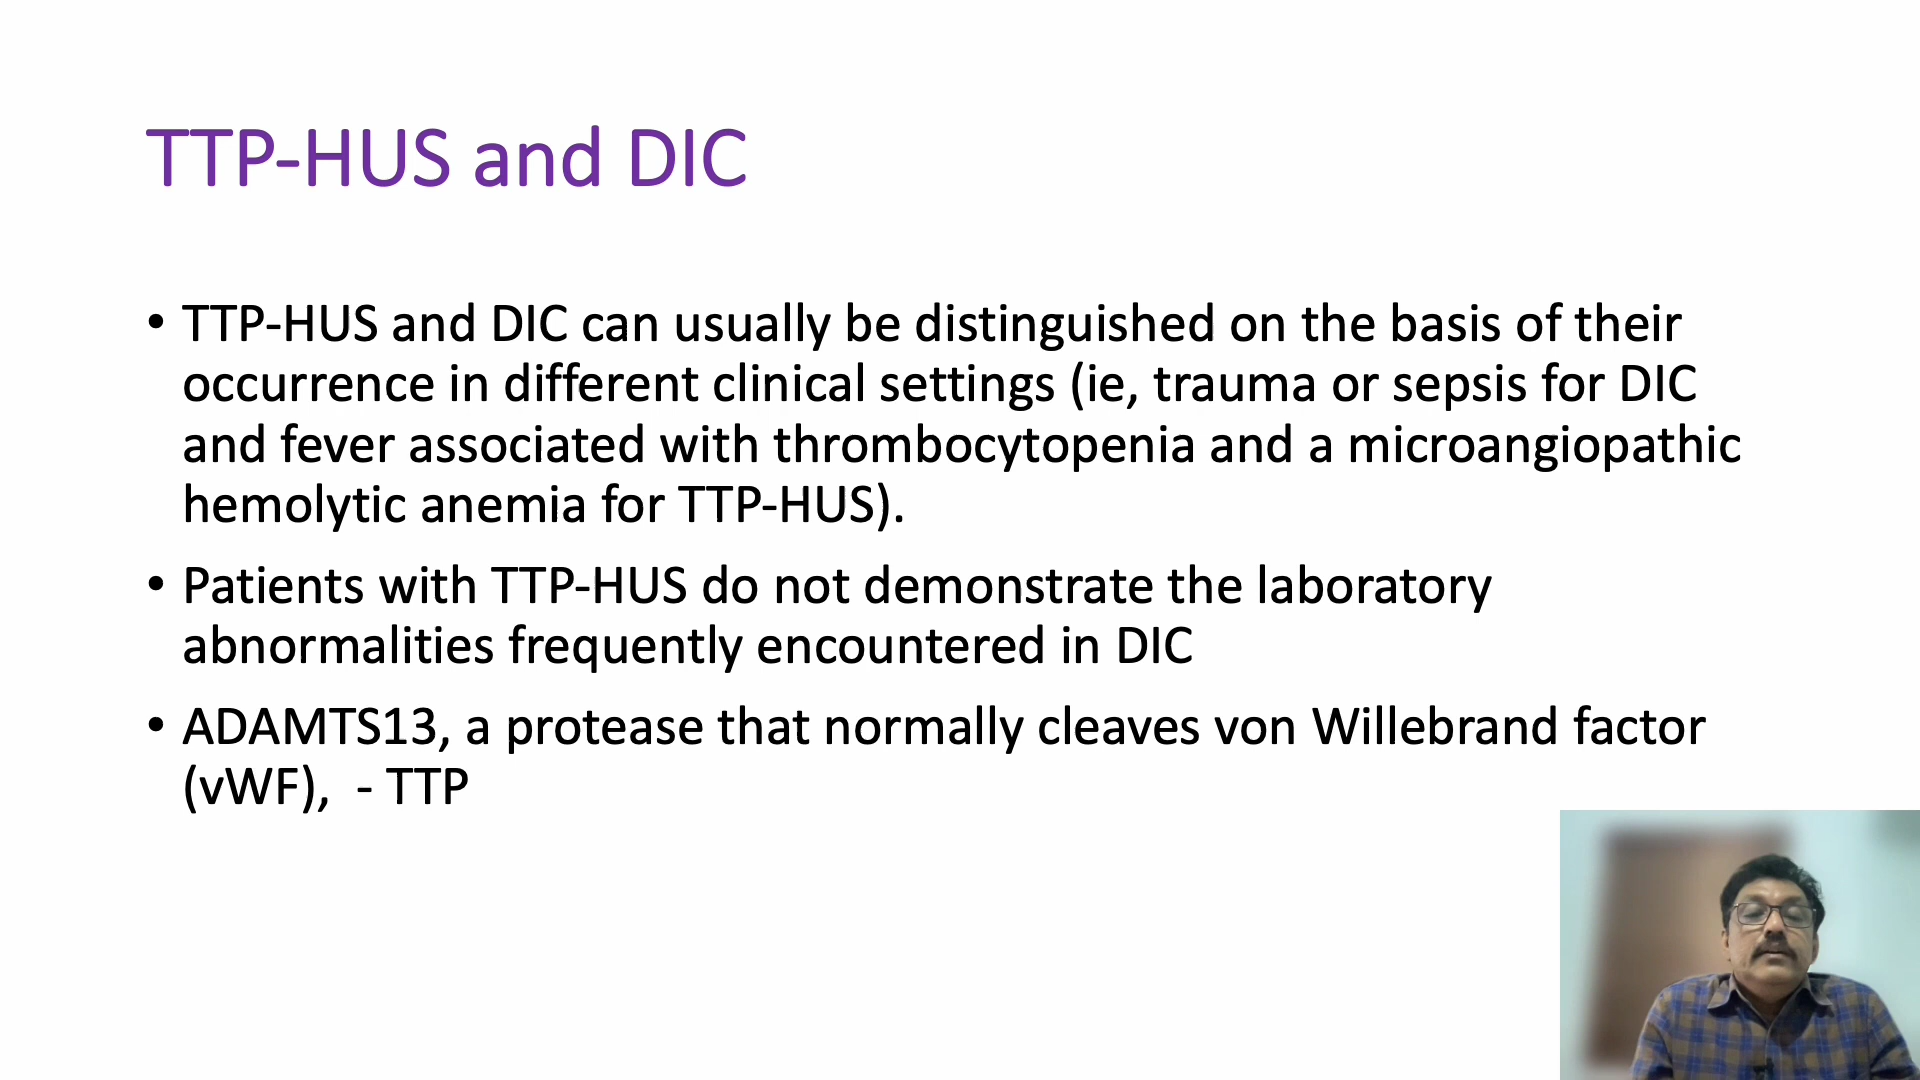 TTP-HUS and DIC
• TTP-HUS and DIC can usually be distinguished on the basis of their
occurrence in different clinical settings (ie, trauma or sepsis for DIC
and fever associated with thrombocytopenia and a microangiopathic
hemolytic anemia for TTP-HUS).
• Patients with TTP-HUS do not demonstrate the laboratory
abnormalities frequently encountered in DIC
• ADAMTS13, a protease that normally cleaves von Willebrand factor
(vWF),  - TTP